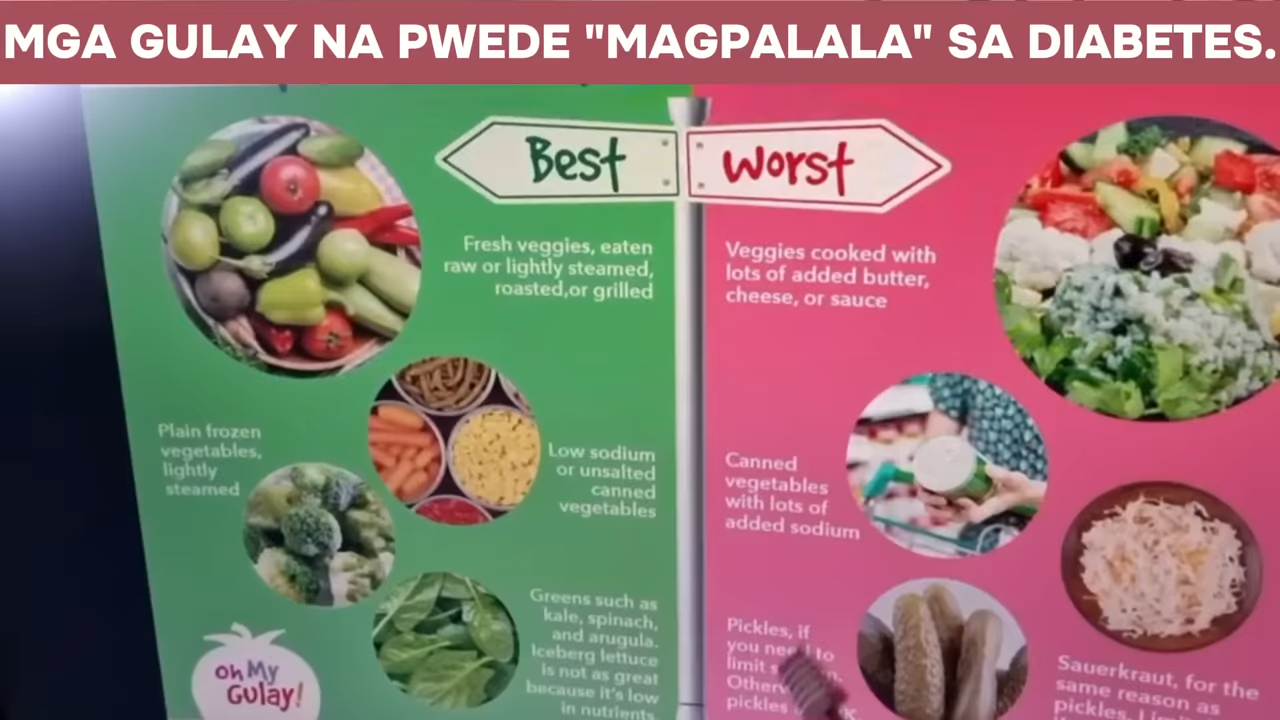 MGA GULAY NA PWEDE "MAGPALALA" SA DIABETES.
Best
Worst
Fresh veggies, eaten
raw or lightly steamed,
roasted,or grilled
Veggies cooked with
lots of added butter,
cheese, or sauce
Plain frozen
vegetables,
lightly
steamed
Low sodium
or unsalted
canned
vegetables
Canned
vegetables
with lots of
added sodium
Greens such as
kale, spinach,
and arugula.
Iceberg lettuce
is not as great
because it's low
in nutrients.
Pickles, if
you need to
limit
pickles
Sauerkraut, for the
same reason as
pickles.
Oh My
Gulay!